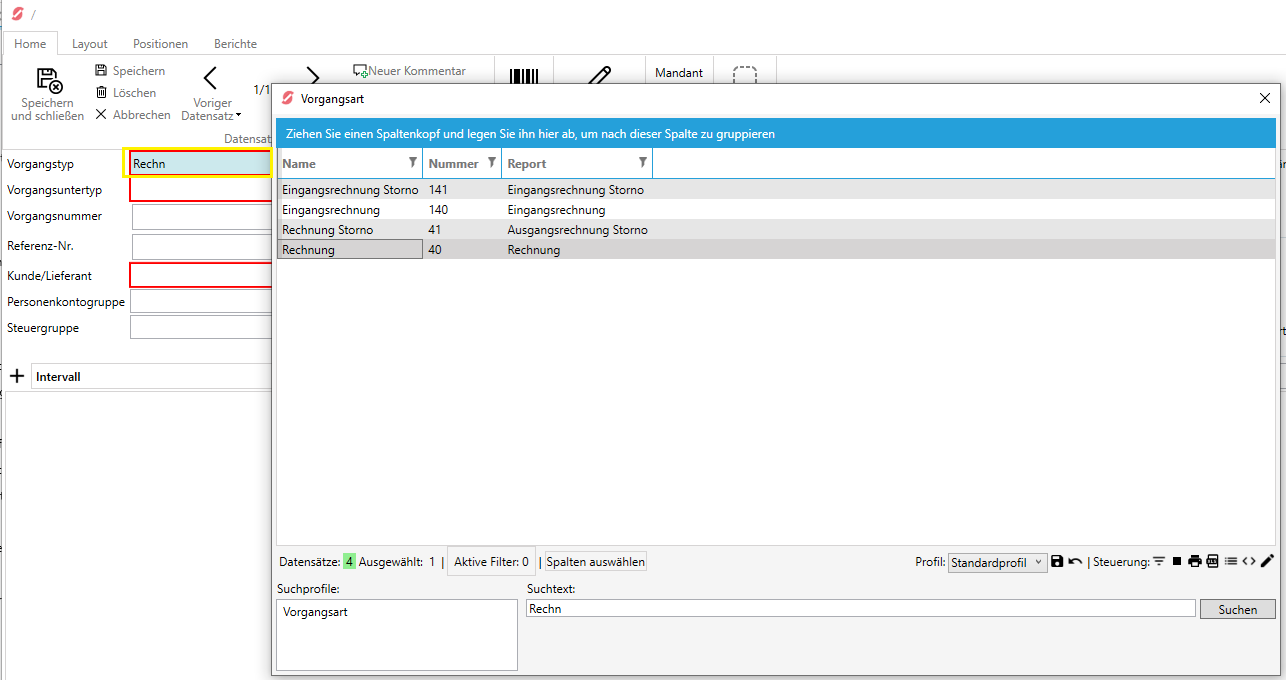 /
Home Layout Positionen Berichte
Speichern und schließen
Speichern
Löschen
Abbrechen
Voriger Datensatz
1/1
Neuer Kommentar
Mandant
Datensat
Vorgangstyp Rechn
Vorgangsuntertyp
Vorgangsnummer
Referenz-Nr.
Kunde/Lieferant
Personenkontogruppe
Steuergruppe
Intervall
Vorgangsart
Ziehen Sie einen Spaltenkopf und legen Sie ihn hier ab, um nach dieser Spalte zu gruppieren
Name Nummer Report
Eingangsrechnung Storno 141 Eingangsrechnung Storno
Eingangsrechnung 140 Eingangsrechnung
Rechnung Storno 41 Ausgangsrechnung Storno
Rechnung 40 Rechnung
Datensätze: 4 Ausgewählt: 1 | Aktive Filter: 0 | Spalten auswählen
Profil: Standardprofil | Steuerung:
Suchprofile:
Vorgangsart
Suchtext:
Rechn
Suchen